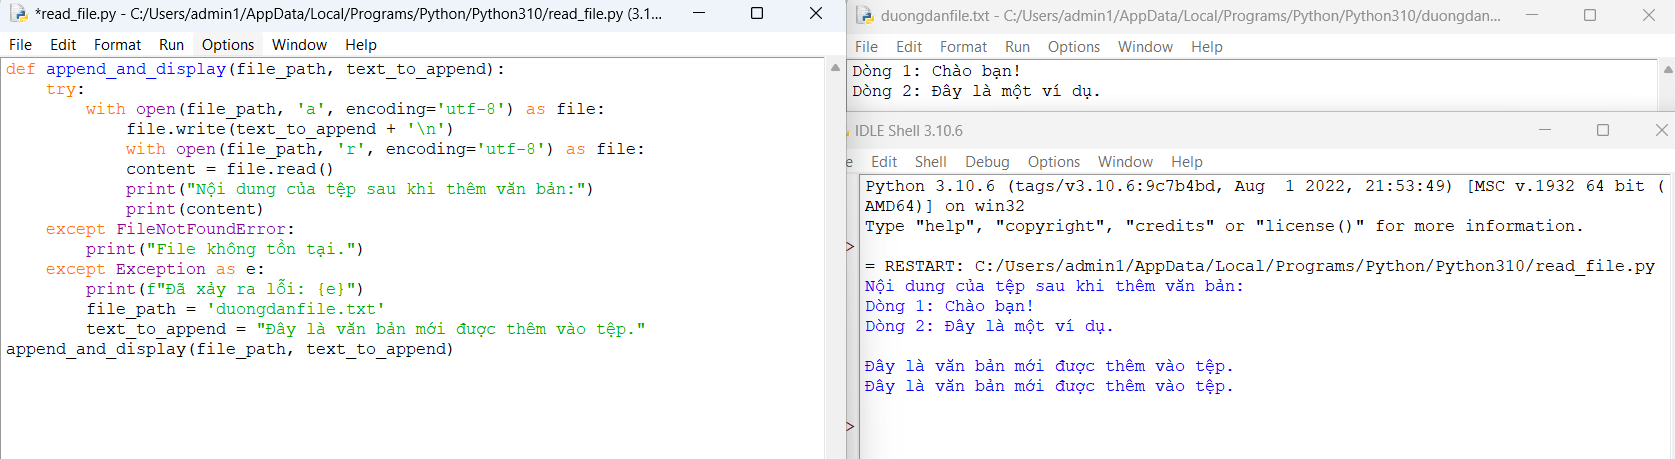 *read_file.py - C:/Users/admin1/AppData/Local/Programs/Python/Python310/read_file.py (3.1...
File Edit Format Run Options Window Help
def append_and_display(file_path, text_to_append):
    try:
        with open(file_path, 'a', encoding='utf-8') as file:
            file.write(text_to_append + '\n')
            with open(file_path, 'r', encoding='utf-8') as file:
            content = file.read()
            print("Nội dung của tệp sau khi thêm văn bản:")
            print(content)
    except FileNotFoundError:
        print("File không tồn tại.")
    except Exception as e:
        print(f"Đã xảy ra lỗi: {e}")
        file_path = 'duongdanfile.txt'
        text_to_append = "Đây là văn bản mới được thêm vào tệp."
append_and_display(file_path, text_to_append)
duongdanfile.txt - C:/Users/admin1/AppData/Local/Programs/Python/Python310/duongdan...
File Edit Format Run Options Window Help
Dòng 1: Chào bạn!
Dòng 2: Đây là một ví dụ.
IDLE Shell 3.10.6
e Edit Shell Debug Options Window Help
Python 3.10.6 (tags/v3.10.6:9c7b4bd, Aug  1 2022, 21:53:49) [MSC v.1932 64 bit (
AMD64)] on win32
Type "help", "copyright", "credits" or "license()" for more information.
>
= RESTART: C:/Users/admin1/AppData/Local/Programs/Python/Python310/read_file.py
Nội dung của tệp sau khi thêm văn bản:
Dòng 1: Chào bạn!
Dòng 2: Đây là một ví dụ.
Đây là văn bản mới được thêm vào tệp.
Đây là văn bản mới được thêm vào tệp.
>